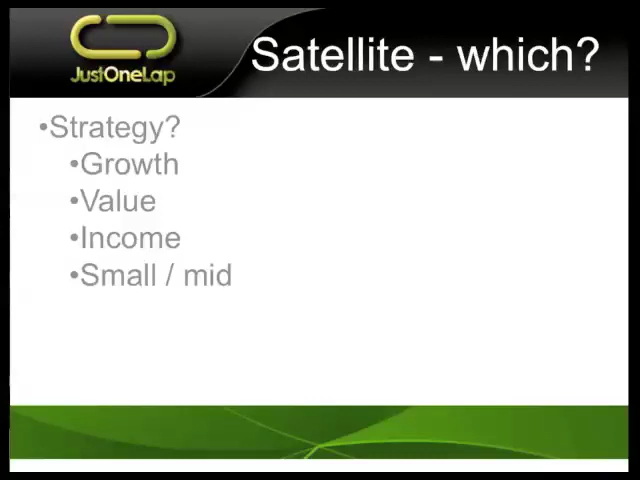 JustOneLap
Satellite - which?
•Strategy?
•Growth
•Value
•Income
•Small / mid